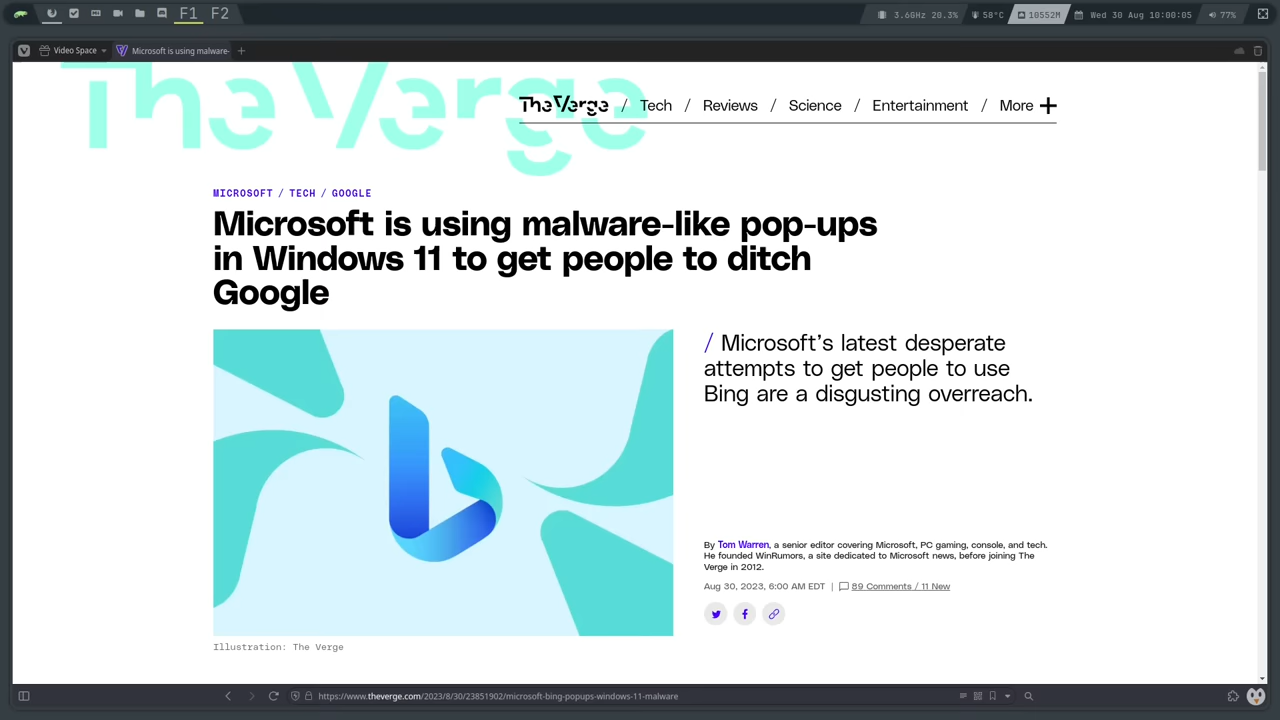 F1 F2
3.6GHz 20.3% 58°C 10552M Wed 30 Aug 10:00:05 77%
Video Space Microsoft is using malware-
The Verge
The Verge / Tech / Reviews / Science / Entertainment / More
MICROSOFT / TECH / GOOGLE
Microsoft is using malware-like pop-ups
in Windows 11 to get people to ditch
Google
/ Microsoft’s latest desperate
attempts to get people to use
Bing are a disgusting overreach.
By Tom Warren, a senior editor covering Microsoft, PC gaming, console, and tech.
He founded WinRumors, a site dedicated to Microsoft news, before joining The
Verge in 2012.
Aug 30, 2023, 6:00 AM EDT | 89 Comments / 11 New
Illustration: The Verge
https://www.theverge.com/2023/8/30/23851902/microsoft-bing-popups-windows-11-malware